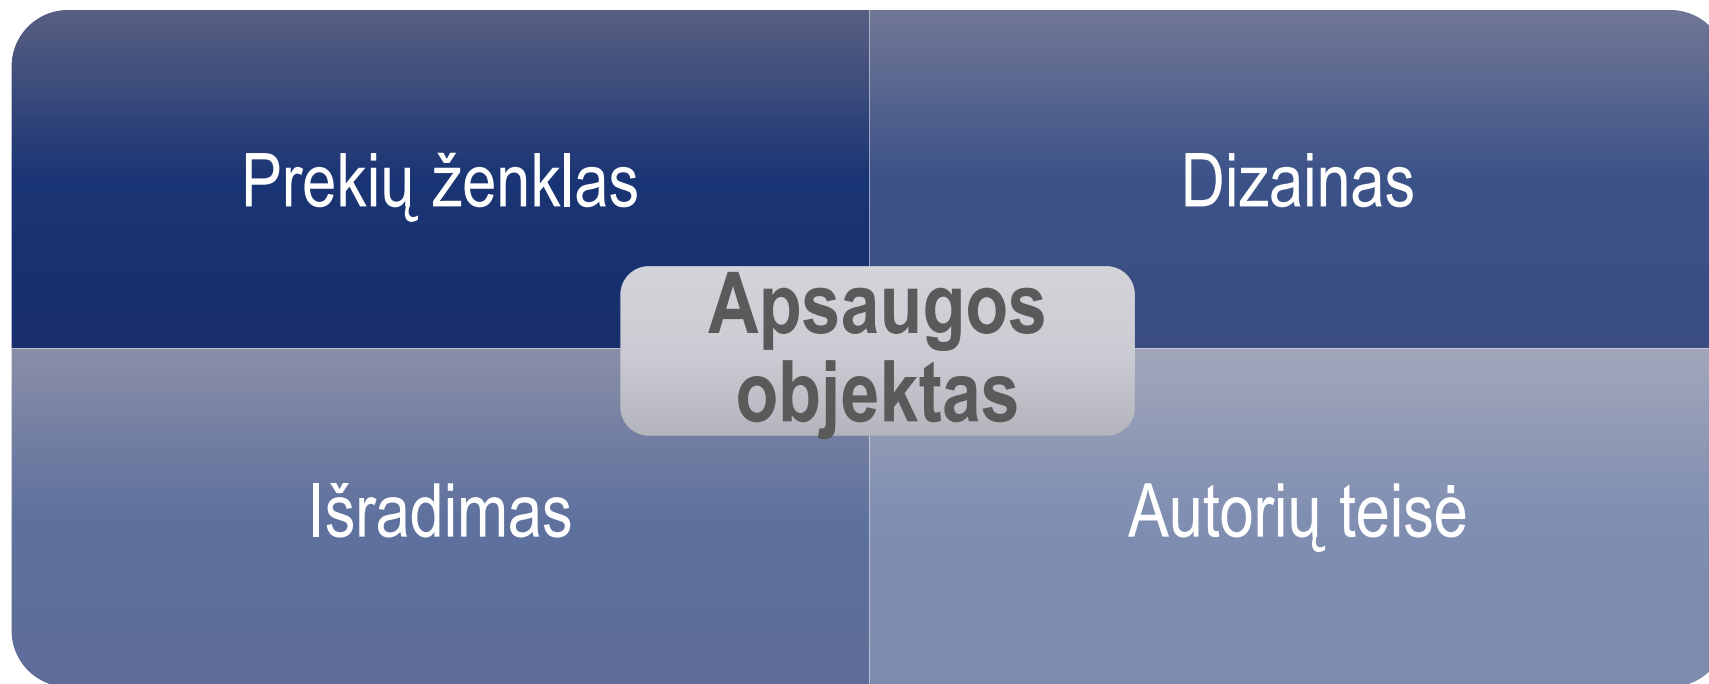 Prekių ženklas
Dizainas
Apsaugos
objektas
Išradimas
Autorių teisė